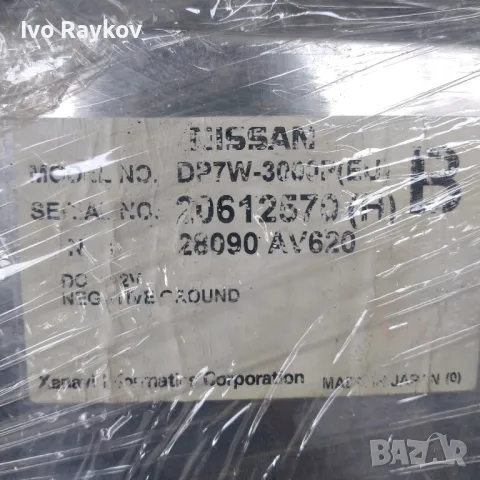 Ivo Raykov
NISSAN
MODEL NO. DP7W-3000P(EU)
B
SERIAL NO. 20612570 (H)
N 28090 AV620
DC 12V
NEGATIVE GROUND
Xanavi Informatics Corporation MADE IN JAPAN (0)
BAZAR